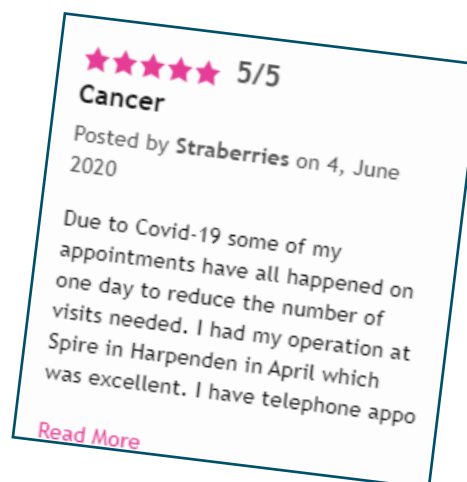 5/5
Cancer
Posted by Straberries on 4, June
2020
Due to Covid-19 some of my
appointments have all happened on
one day to reduce the number of
visits needed. I had my operation at
Spire in Harpenden in April which
was excellent. I have telephone appo
Read More